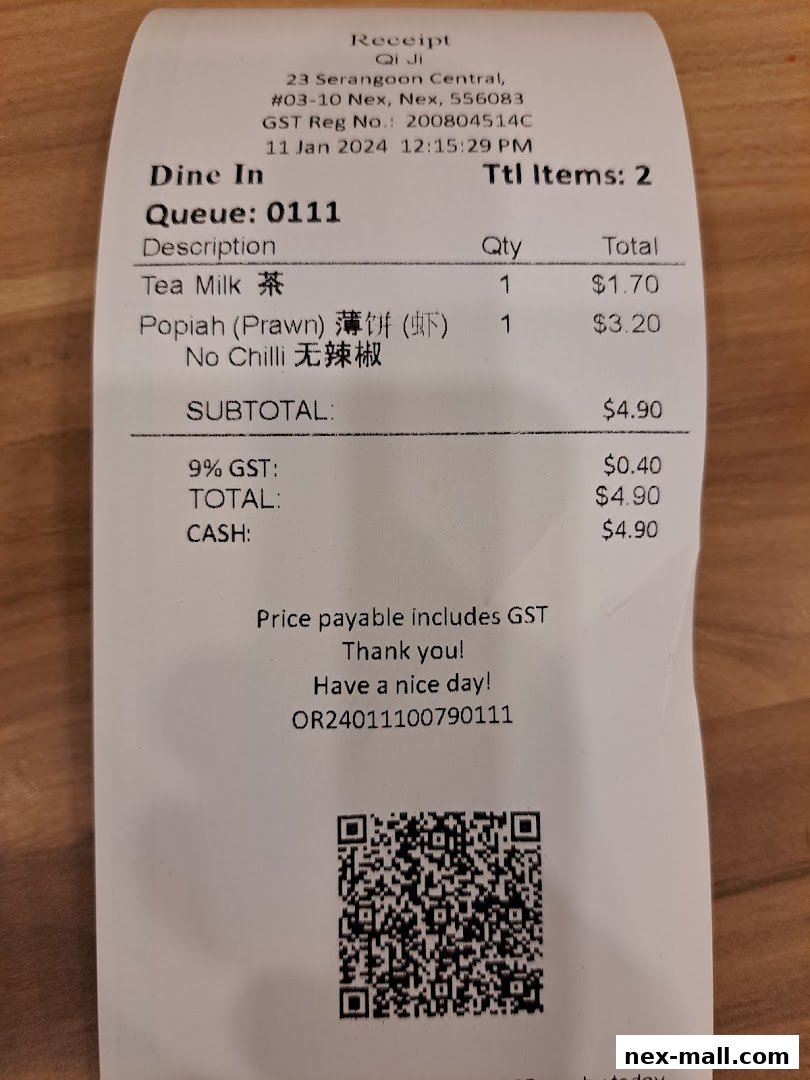 Receipt
Qi Ji
23 Serangoon Central,
#03-10 Nex, Nex, 556083
GST Reg No.: 200804514C
11 Jan 2024 12:15:29 PM
Dine In Ttl Items: 2
Queue: 0111
Description Qty Total
Tea Milk 茶 1 $1.70
Popiah (Prawn) 薄饼 (虾) 1 $3.20
No Chilli 无辣椒
SUBTOTAL: $4.90
9% GST: $0.40
TOTAL: $4.90
CASH: $4.90
Price payable includes GST
Thank you!
Have a nice day!
OR24011100790111
nex-mall.com
today